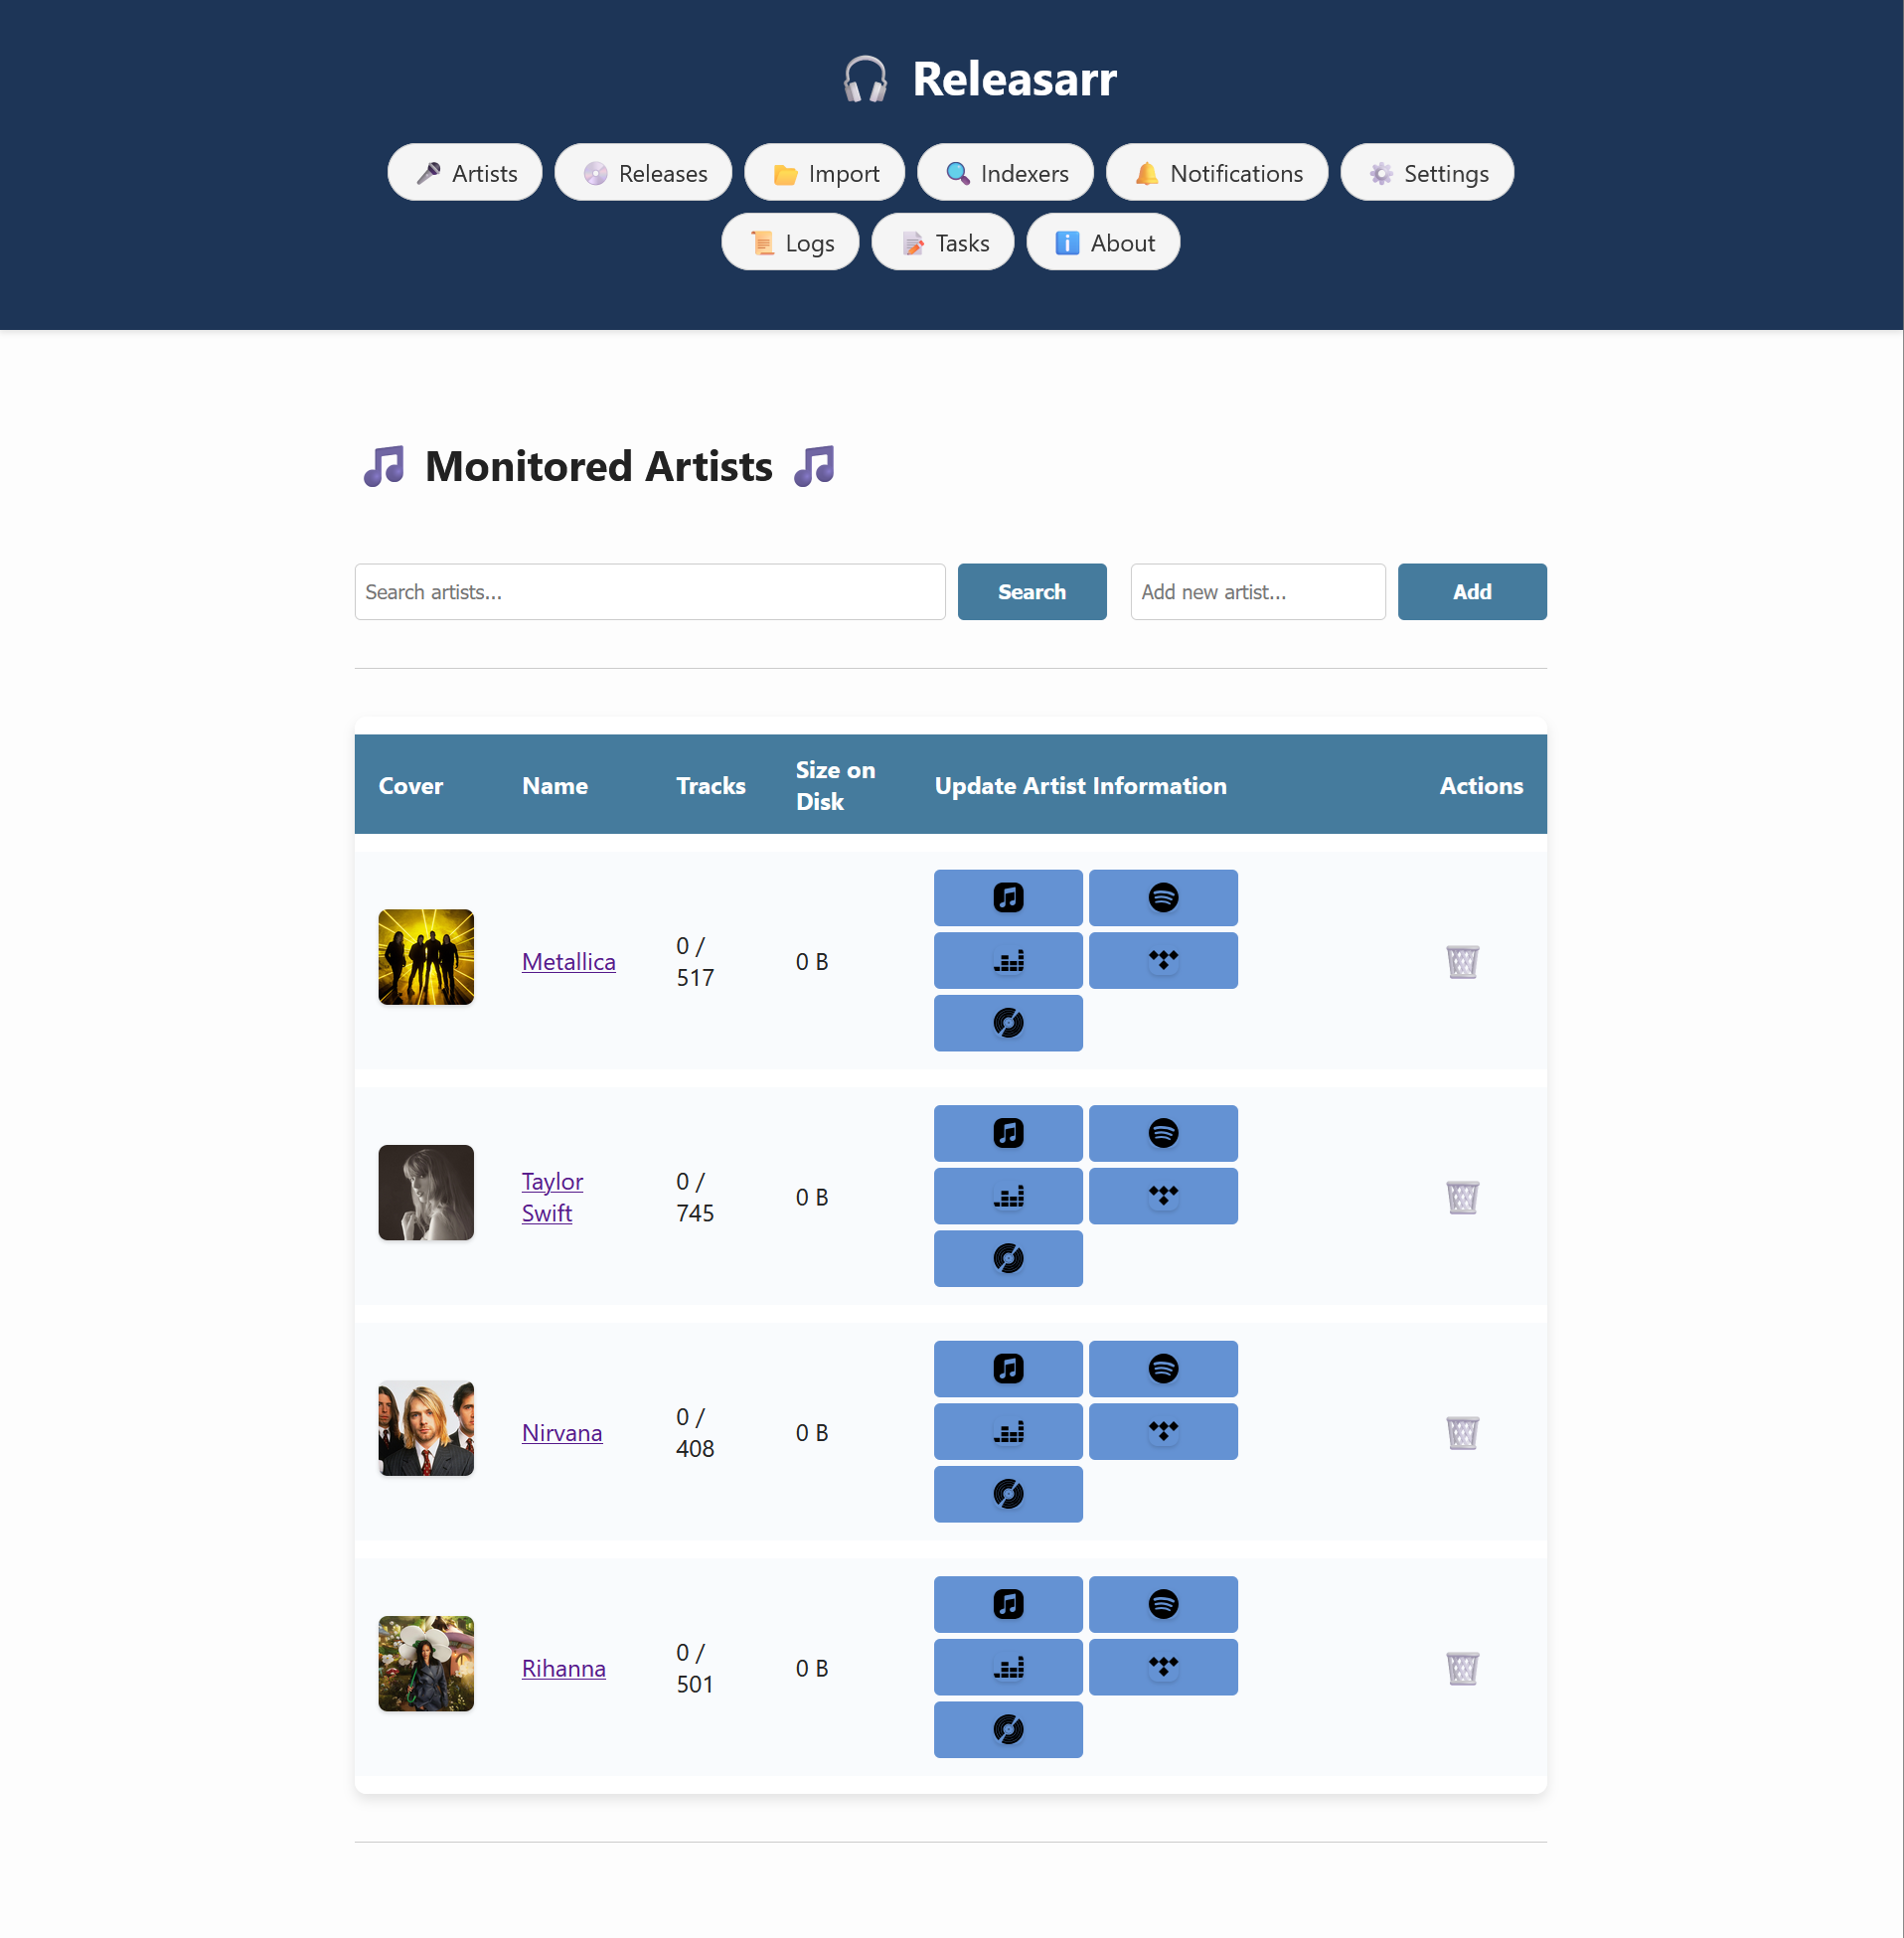 Releasarr
Artists Releases Import Indexers Notifications Settings
Logs Tasks About
Monitored Artists
Search artists... Search Add new artist... Add
Cover Name Tracks Size on Disk Update Artist Information Actions
Metallica 0 / 517 0 B
Taylor Swift 0 / 745 0 B
Nirvana 0 / 408 0 B
Rihanna 0 / 501 0 B